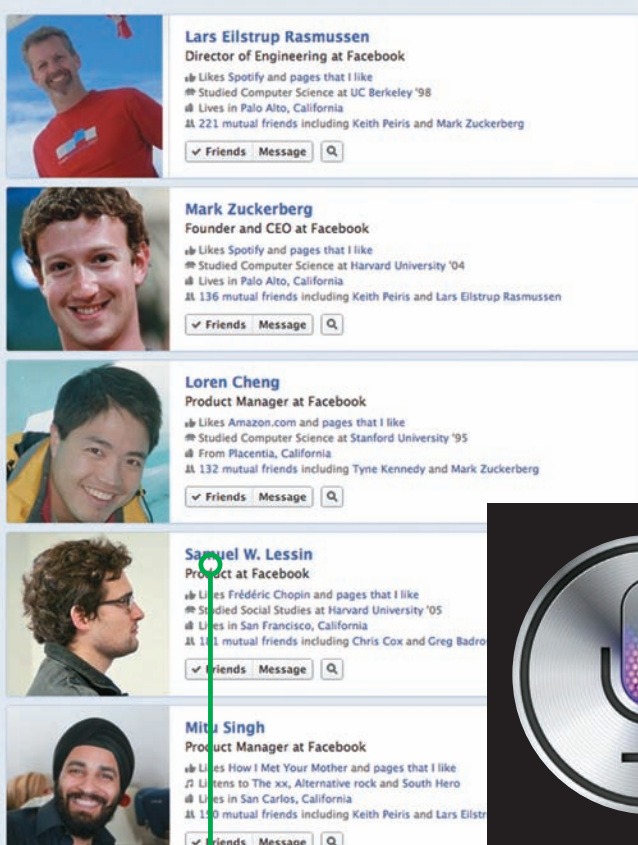 Lars Eilstrup Rasmussen
Director of Engineering at Facebook
Likes Spotify and pages that I like
Studied Computer Science at UC Berkeley '98
Lives in Palo Alto, California
221 mutual friends including Keith Peiris and Mark Zuckerberg
Friends Message
Mark Zuckerberg
Founder and CEO at Facebook
Likes Spotify and pages that I like
Studied Computer Science at Harvard University '04
Lives in Palo Alto, California
136 mutual friends including Keith Peiris and Lars Eilstrup Rasmussen
Friends Message
Loren Cheng
Product Manager at Facebook
Likes Amazon.com and pages that I like
Studied Computer Science at Stanford University '95
From Placentia, California
132 mutual friends including Tyne Kennedy and Mark Zuckerberg
Friends Message
Samuel W. Lessin
Product at Facebook
Likes Frédéric Chopin and pages that I like
Studied Social Studies at Harvard University '05
Lives in San Francisco, California
mutual friends including Chris Cox and Greg
Friends Message
Mitu Singh
Product Manager at Facebook
Likes How I Met Your Mother and pages that I like
Listens to The xx, Alternative rock and South Hero
Lives in San Carlos, California
mutual friends including Keith Peiris and Lars
Friends Message